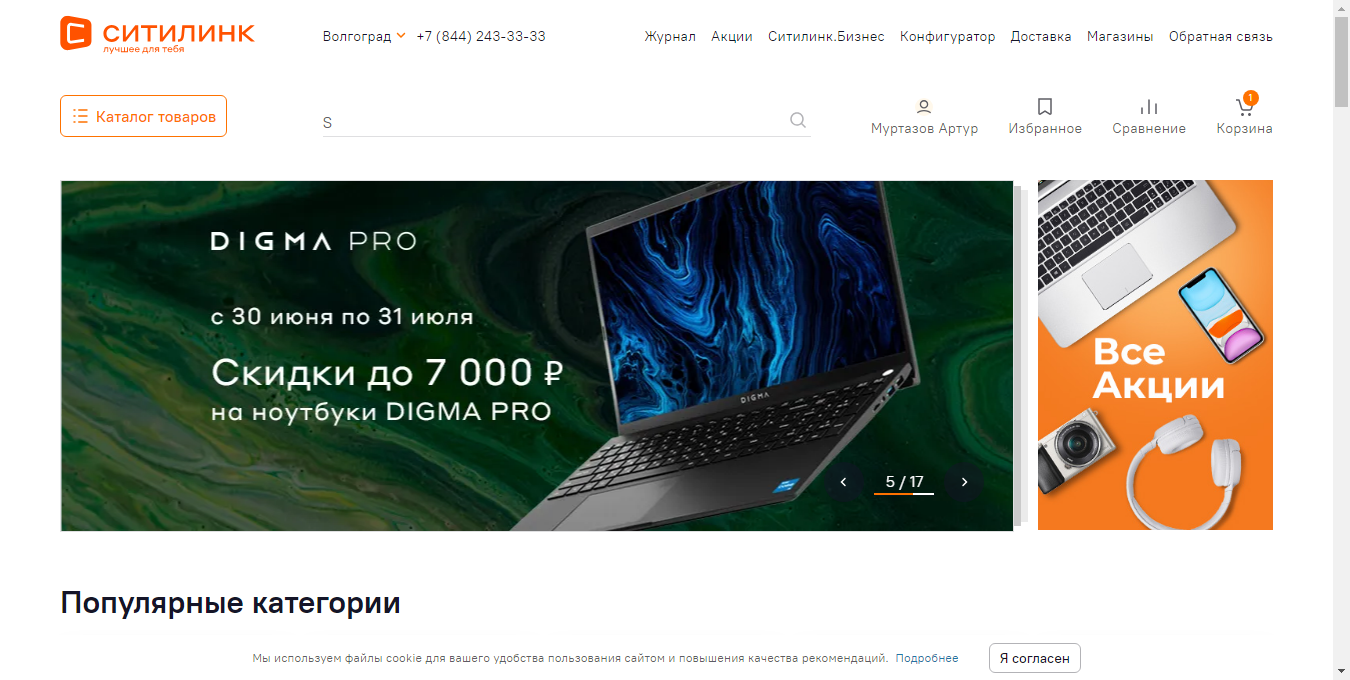 СИТИЛИНК
лучшее для тебя
Волгоград +7 (844) 243-33-33
Журнал Акции Ситилинк.Бизнес Конфигуратор Доставка Магазины Обратная связь
Каталог товаров
S
1
Муртазов Артур Избранное Сравнение Корзина
DIGMA PRO
с 30 июня по 31 июля
Скидки до 7 000 ₽
на ноутбуки DIGMA PRO
DIGMA
intel
5 / 17
Все
Акции
Популярные категории
Мы используем файлы cookie для вашего удобства пользования сайтом и повышения качества рекомендаций. Подробнее
Я согласен